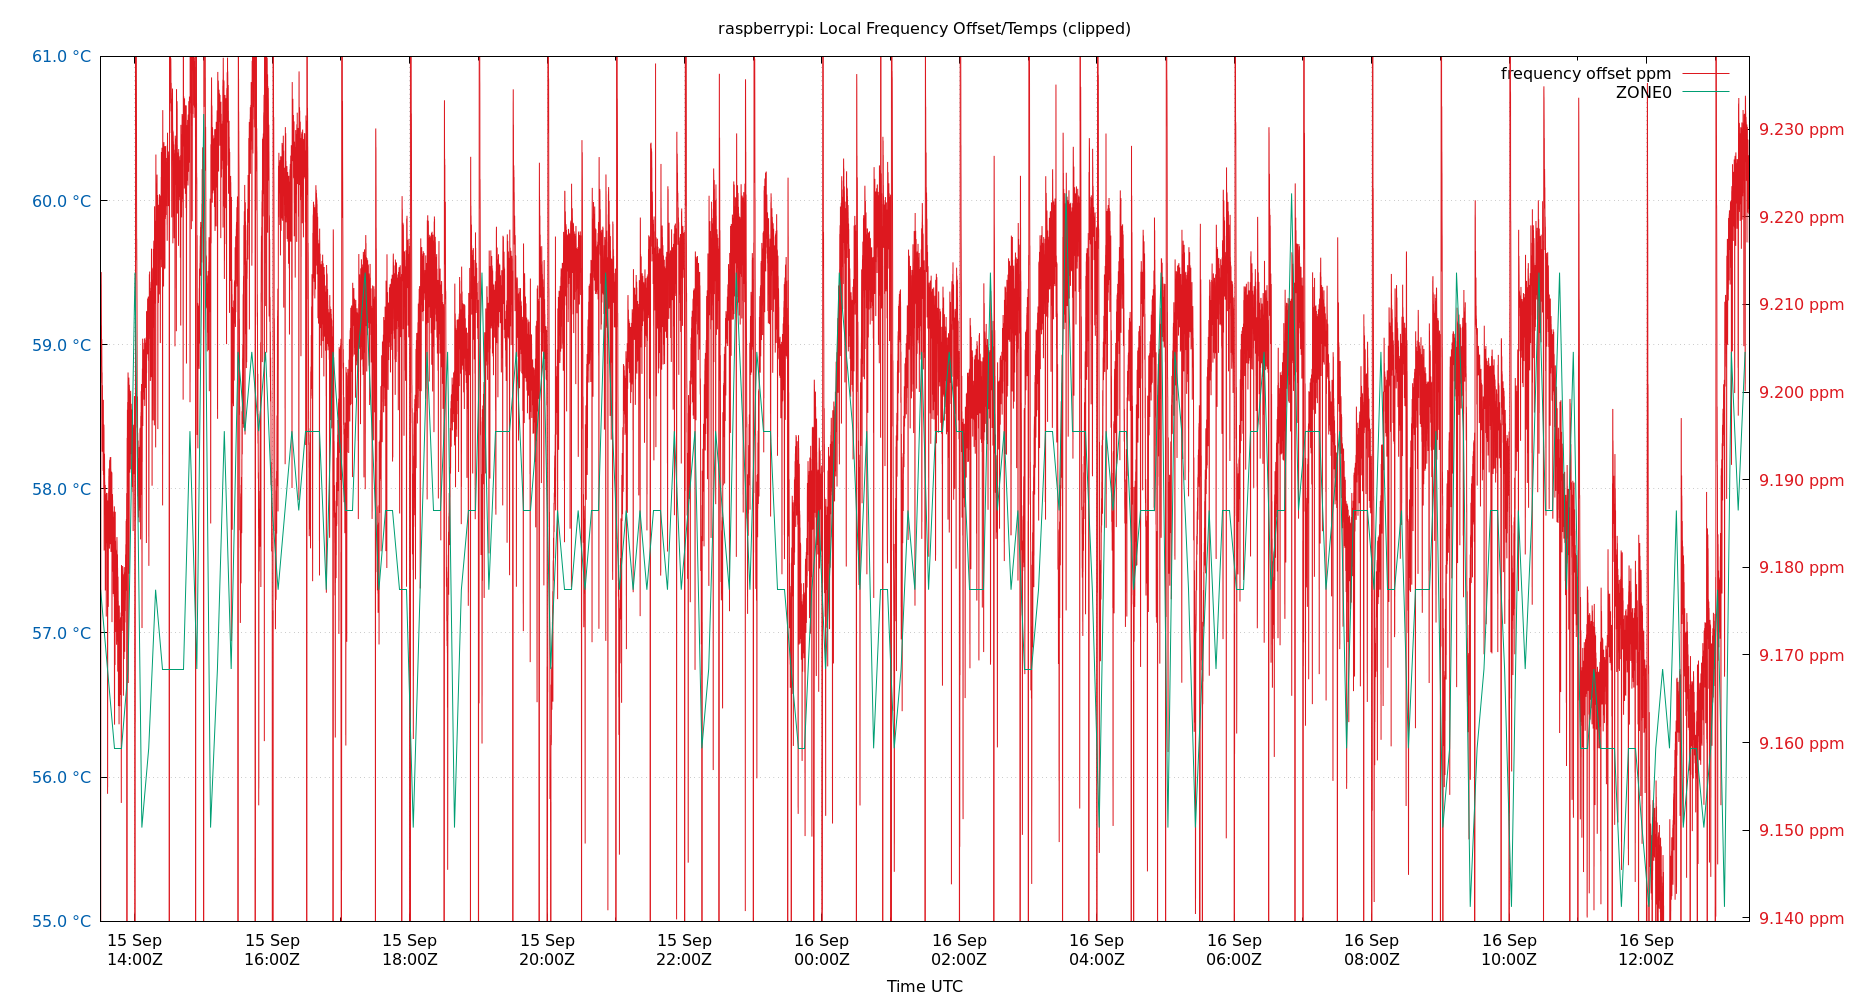 raspberrypi: Local Frequency Offset/Temps (clipped)
61.0 °C
60.0 °C
59.0 °C
58.0 °C
57.0 °C
56.0 °C
55.0 °C
frequency offset ppm
ZONE0
9.230 ppm
9.220 ppm
9.210 ppm
9.200 ppm
9.190 ppm
9.180 ppm
9.170 ppm
9.160 ppm
9.150 ppm
9.140 ppm
15 Sep 15 Sep 15 Sep 15 Sep 15 Sep 16 Sep 16 Sep 16 Sep 16 Sep 16 Sep 16 Sep 16 Sep
14:00Z 16:00Z 18:00Z 20:00Z 22:00Z 00:00Z 02:00Z 04:00Z 06:00Z 08:00Z 10:00Z 12:00Z
Time UTC